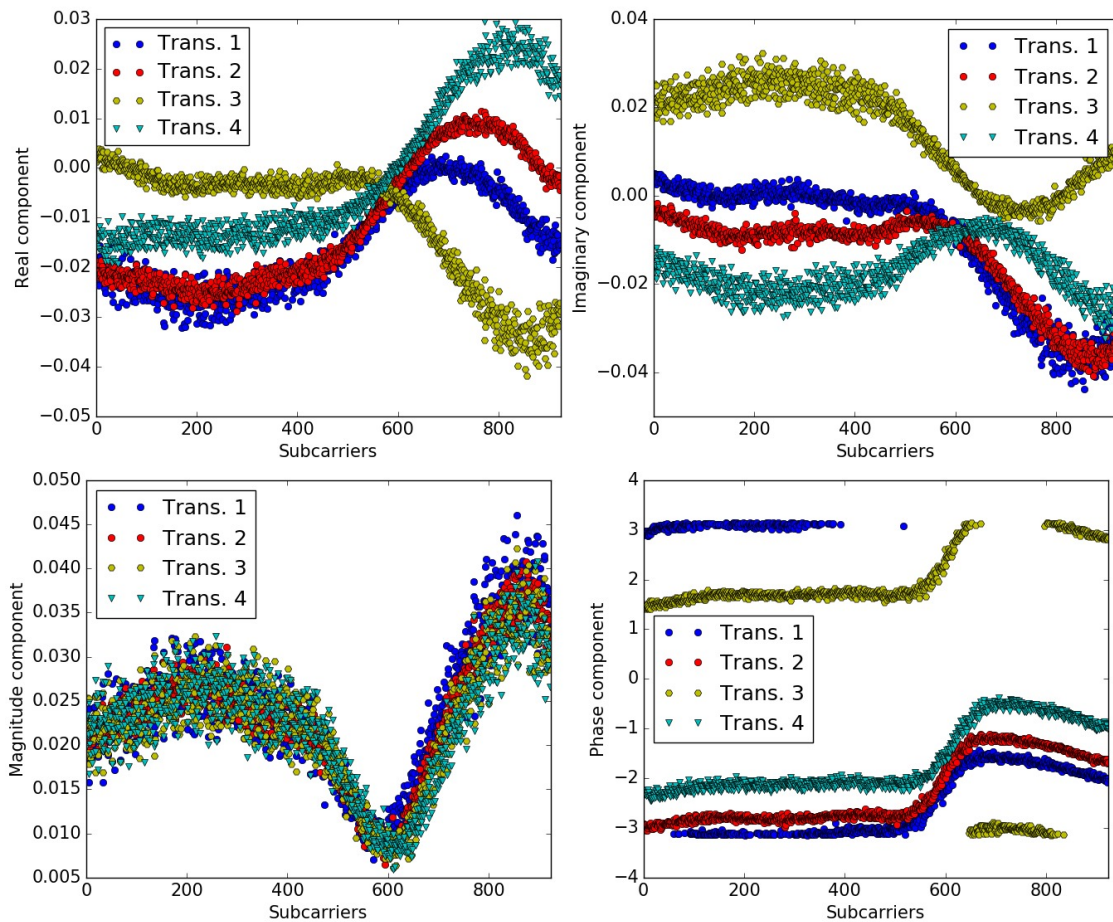 0.03
0.02
0.01
0.00
−0.01
−0.02
−0.03
−0.04
−0.05
Real component
Trans. 1
Trans. 2
Trans. 3
Trans. 4
0 200 400 600 800
Subcarriers
0.04
0.02
0.00
−0.02
−0.04
Imaginary component
Trans. 1
Trans. 2
Trans. 3
Trans. 4
0 200 400 600 800
Subcarriers
0.050
0.045
0.040
0.035
0.030
0.025
0.020
0.015
0.010
0.005
Magnitude component
Trans. 1
Trans. 2
Trans. 3
Trans. 4
0 200 400 600 800
Subcarriers
4
3
2
1
0
−1
−2
−3
−4
Phase component
Trans. 1
Trans. 2
Trans. 3
Trans. 4
0 200 400 600 800
Subcarriers